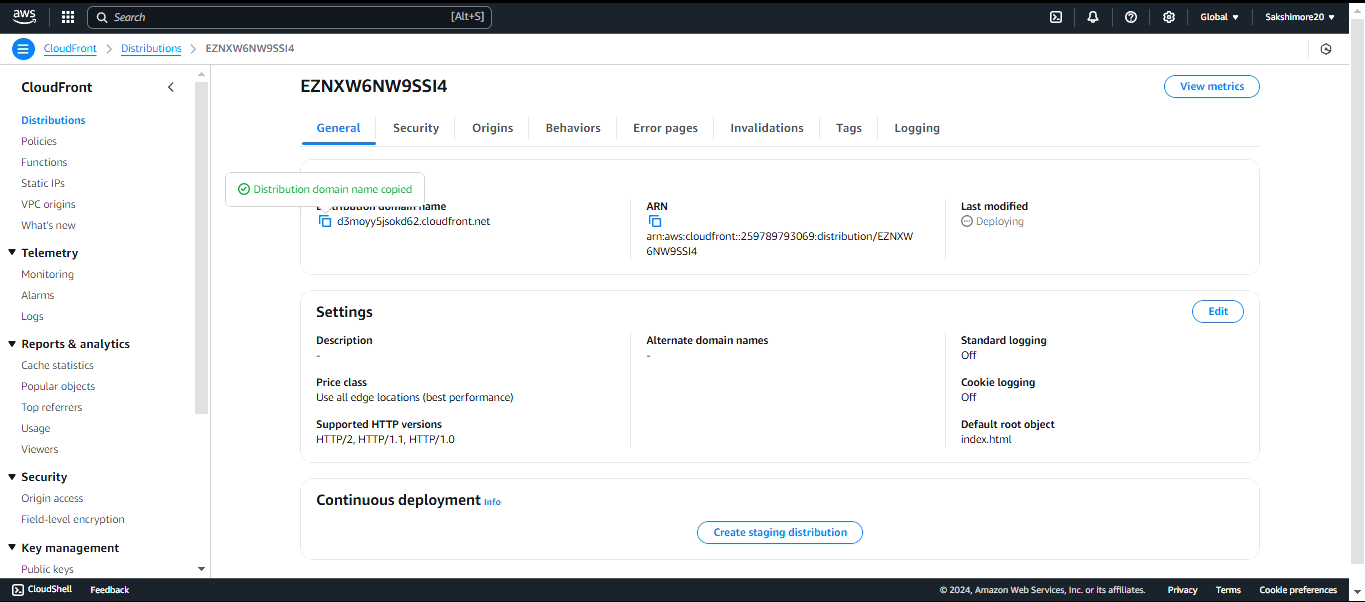 aws
Search [Alt+S]
Global ▼ Sakshimore20 ▼
CloudFront > Distributions > EZNXW6NW9SSI4
CloudFront
Distributions
Policies
Functions
Static IPs
VPC origins
What's new
Telemetry
Monitoring
Alarms
Logs
Reports & analytics
Cache statistics
Popular objects
Top referrers
Usage
Viewers
Security
Origin access
Field-level encryption
Key management
Public keys
EZNXW6NW9SSI4
View metrics
General Security Origins Behaviors Error pages Invalidations Tags Logging
Distribution domain name copied
Distribution domain name
d3moyy5jsokd62.cloudfront.net
ARN
arn:aws:cloudfront::259789793069:distribution/EZNXW
6NW9SSI4
Last modified
Deploying
Settings
Edit
Description
-
Price class
Use all edge locations (best performance)
Supported HTTP versions
HTTP/2, HTTP/1.1, HTTP/1.0
Alternate domain names
-
Standard logging
Off
Cookie logging
Off
Default root object
index.html
Continuous deployment Info
Create staging distribution
CloudShell Feedback © 2024, Amazon Web Services, Inc. or its affiliates. Privacy Terms Cookie preferences